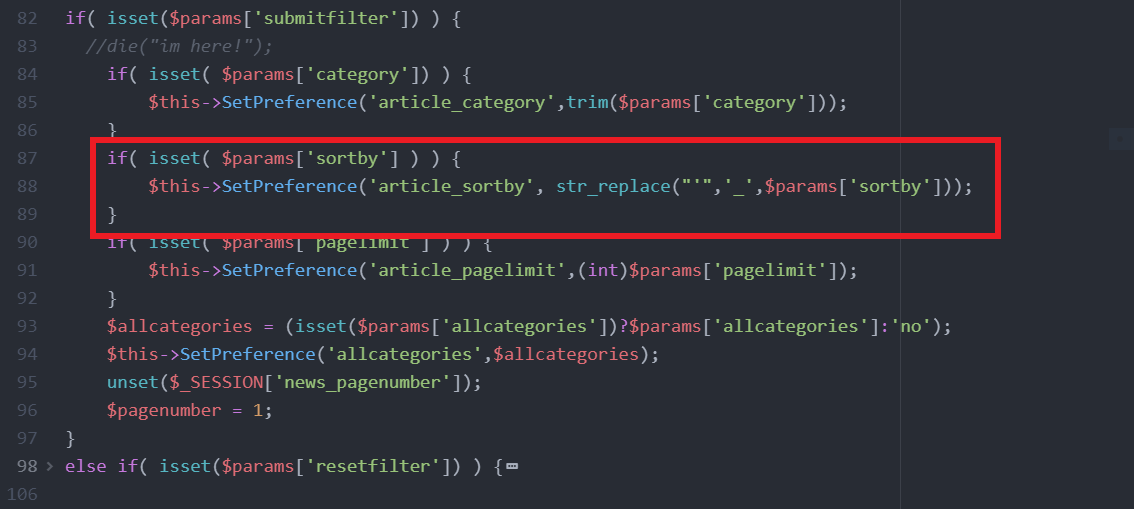 82 if( isset($params['submitfilter']) ) {
83 //die("im here!");
84 if( isset( $params['category']) ) {
85 $this->SetPreference('article_category',trim($params['category']));
86 }
87 if( isset( $params['sortby'] ) ) {
88 $this->SetPreference('article_sortby', str_replace("'",'_',$params['sortby']));
89 }
90 if( isset( $params['pagelimit'] ) ) {
91 $this->SetPreference('article_pagelimit',(int)$params['pagelimit']);
92 }
93 $allcategories = (isset($params['allcategories'])?$params['allcategories']:'no');
94 $this->SetPreference('allcategories',$allcategories);
95 unset($_SESSION['news_pagenumber']);
96 $pagenumber = 1;
97 }
98 else if( isset($params['resetfilter']) ) {
106